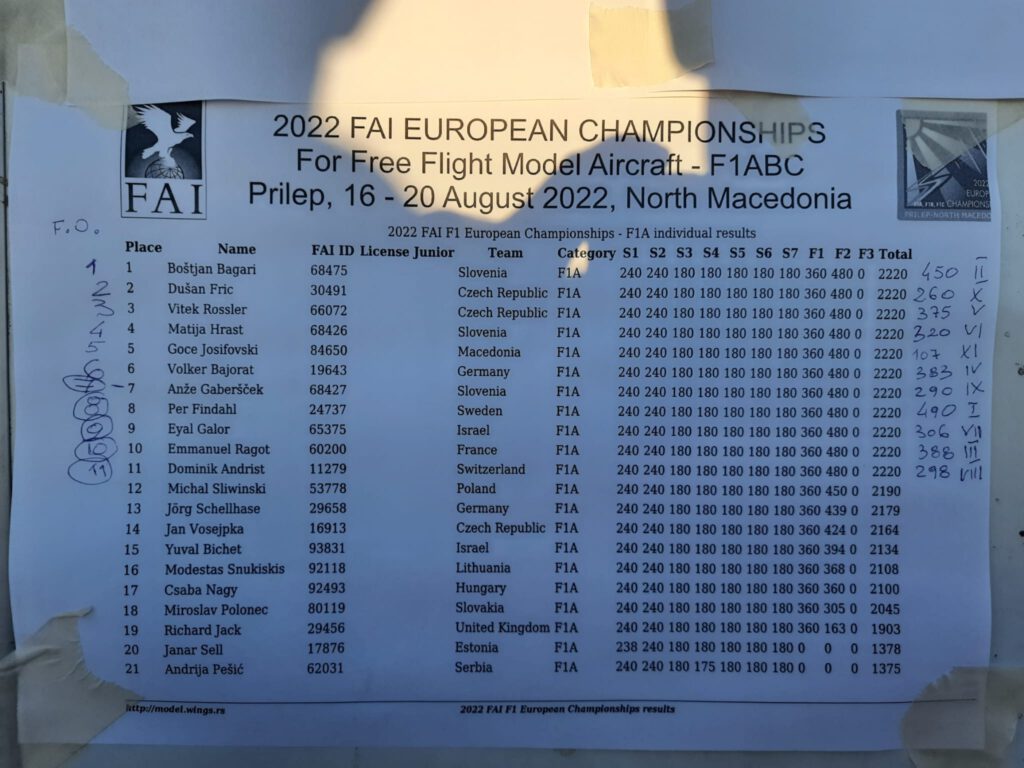 FAI
2022 FAI EUROPEAN CHAMPIONSHIPS
For Free Flight Model Aircraft - F1ABC
Prilep, 16 - 20 August 2022, North Macedonia
2022
F1A, F1B, F1C CHAMPIONS
PRILEP-NORTH MACEDO
2022 FAI F1 European Championships - F1A individual results
F.O.
Place Name FAI ID License Junior Team Category S1 S2 S3 S4 S5 S6 S7 F1 F2 F3 Total
1 1 Boštjan Bagari 68475 Slovenia F1A 240 240 180 180 180 180 180 360 480 0 2220 450 II
2 2 Dušan Fric 30491 Czech Republic F1A 240 240 180 180 180 180 180 360 480 0 2220 260 X
3 3 Vitek Rossler 66072 Czech Republic F1A 240 240 180 180 180 180 180 360 480 0 2220 375 V
4 4 Matija Hrast 68426 Slovenia F1A 240 240 180 180 180 180 180 360 480 0 2220 320 VI
5 5 Goce Josifovski 84650 Macedonia F1A 240 240 180 180 180 180 180 360 480 0 2220 107 XI
6 Volker Bajorat 19643 Germany F1A 240 240 180 180 180 180 180 360 480 0 2220 383 IV
7 Anže Gaberšček 68427 Slovenia F1A 240 240 180 180 180 180 180 360 480 0 2220 290 IX
8 Per Findahl 24737 Sweden F1A 240 240 180 180 180 180 180 360 480 0 2220 490 I
9 Eyal Galor 65375 Israel F1A 240 240 180 180 180 180 180 360 480 0 2220 306 VII
10 Emmanuel Ragot 60200 France F1A 240 240 180 180 180 180 180 360 480 0 2220 388 III
11 11 Dominik Andrist 11279 Switzerland F1A 240 240 180 180 180 180 180 360 480 0 2220 298 VIII
12 Michal Sliwinski 53778 Poland F1A 240 240 180 180 180 180 180 360 450 0 2190
13 Jörg Schellhase 29658 Germany F1A 240 240 180 180 180 180 180 360 439 0 2179
14 Jan Vosejpka 16913 Czech Republic F1A 240 240 180 180 180 180 180 360 424 0 2164
15 Yuval Bichet 93831 Israel F1A 240 240 180 180 180 180 180 360 394 0 2134
16 Modestas Snukiskis 92118 Lithuania F1A 240 240 180 180 180 180 180 360 368 0 2108
17 Csaba Nagy 92493 Hungary F1A 240 240 180 180 180 180 180 360 360 0 2100
18 Miroslav Polonec 80119 Slovakia F1A 240 240 180 180 180 180 180 360 305 0 2045
19 Richard Jack 29456 United Kingdom F1A 240 240 180 180 180 180 180 360 163 0 1903
20 Janar Sell 17876 Estonia F1A 238 240 180 180 180 180 180 0 0 0 1378
21 Andrija Pešić 62031 Serbia F1A 240 240 180 175 180 180 180 0 0 0 1375
http://model.wings.rs 2022 FAI F1 European Championships results